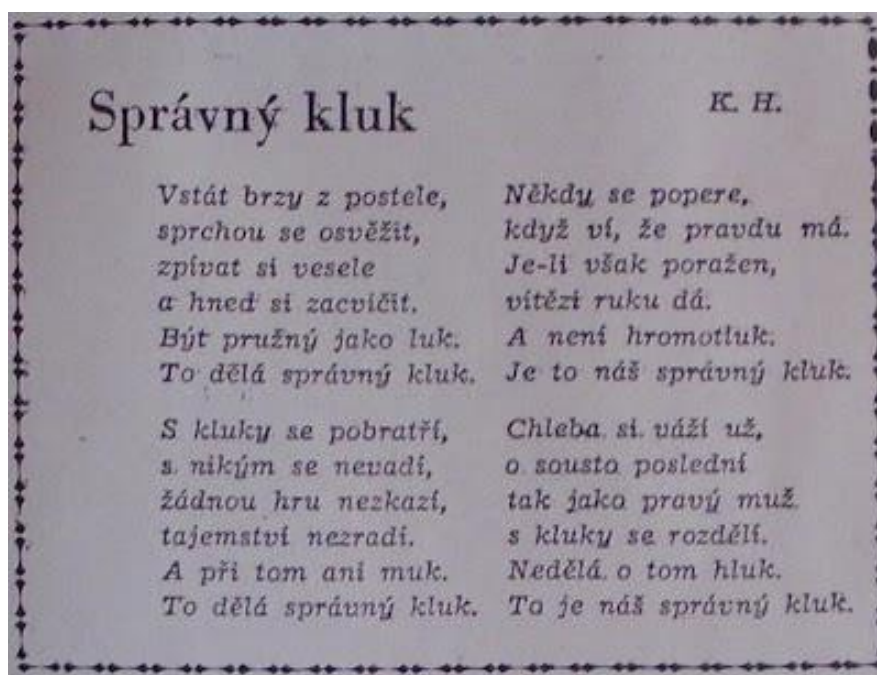 Správný kluk
K. H.
Vstát brzy z postele,
sprchou se osvěžit,
zpívat si vesele
a hned si zacvičit.
Být pružný jako luk.
To dělá správný kluk.
S kluky se pobratří,
s nikým se nevadí,
žádnou hru nezkazí,
tajemství nezradí.
A při tom ani muk.
To dělá správný kluk.
Někdy se popere,
když ví, že pravdu má.
Je-li však poražen,
vítězi ruku dá.
A není hromotluk.
Je to náš správný kluk.
Chleba si váží už,
o sousto poslední
tak jako pravý muž
s kluky se rozdělí.
Nedělá o tom hluk.
To je náš správný kluk.